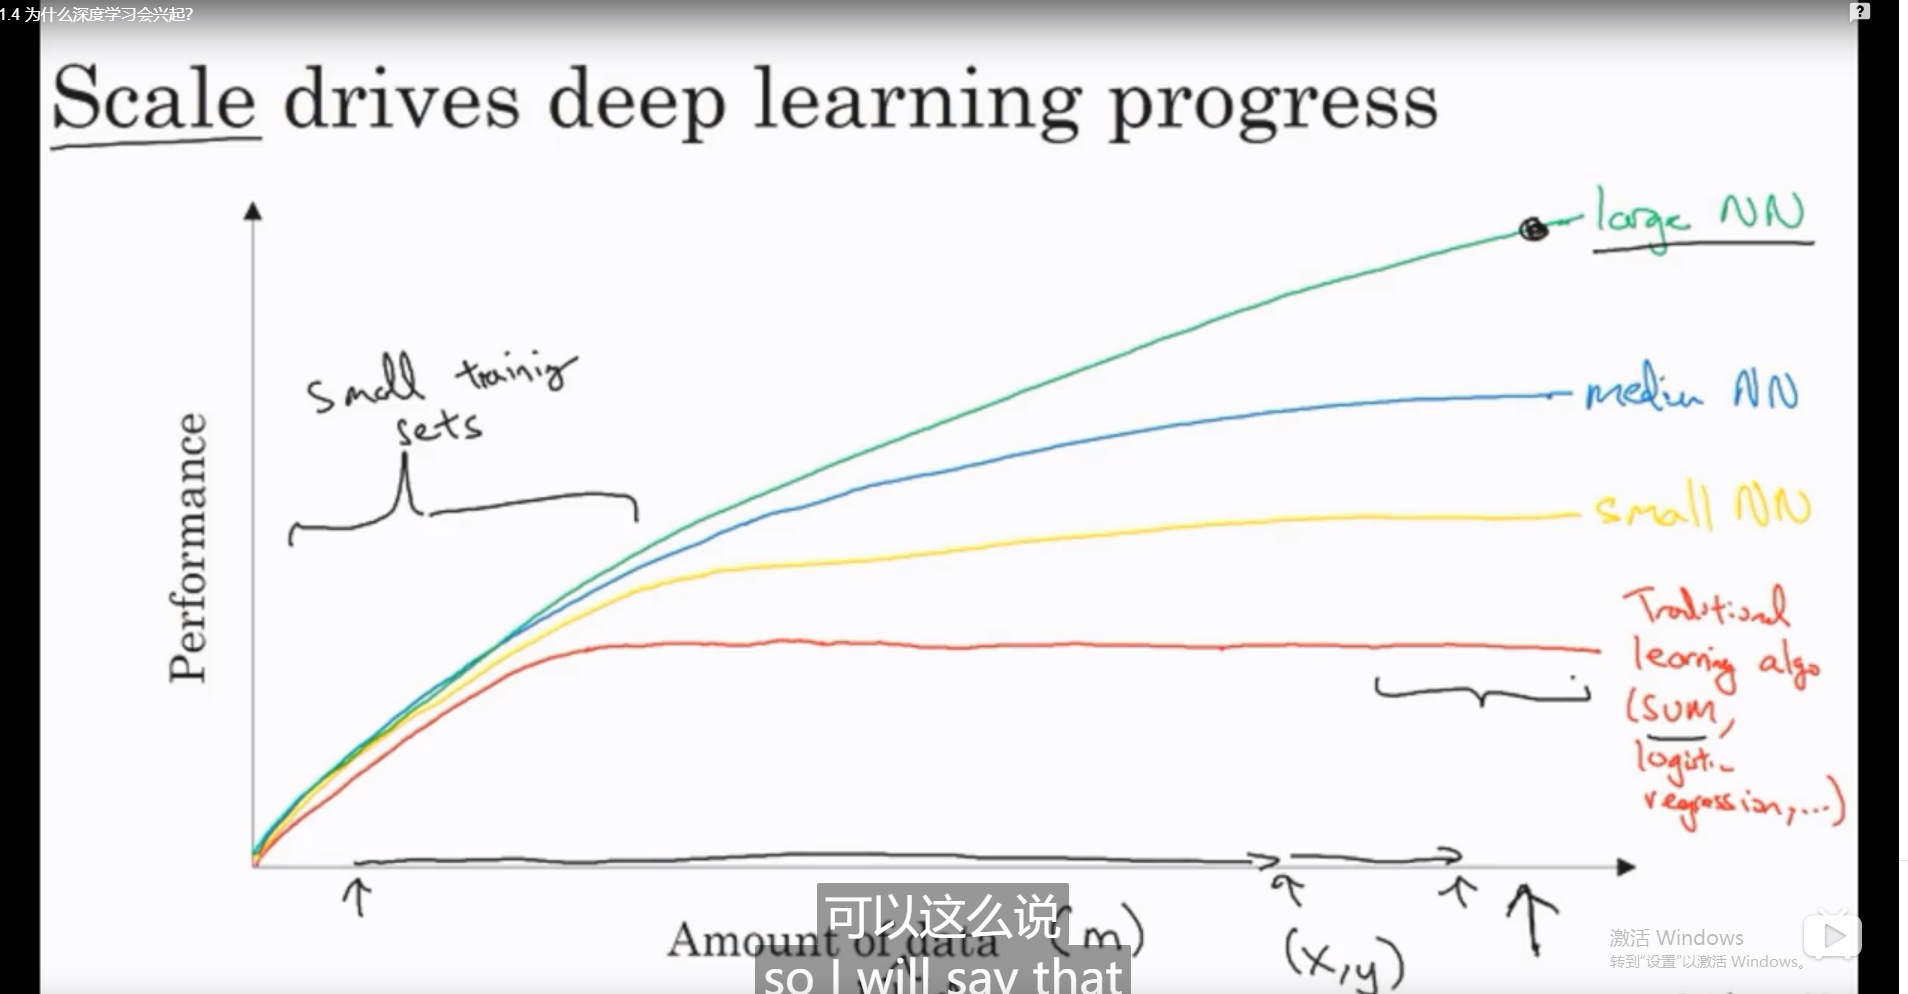 1.4 为什么深度学习会兴起?
Scale drives deep learning progress
large NN
small training
sets
medium NN
Performance
small NN
Traditional
learning algo
(SVM,
logistic
regression,...)
可以这么说
Amount of data (m)
(x,y)
so I will say that
激活 Windows
转到"设置"以激活 Windows。